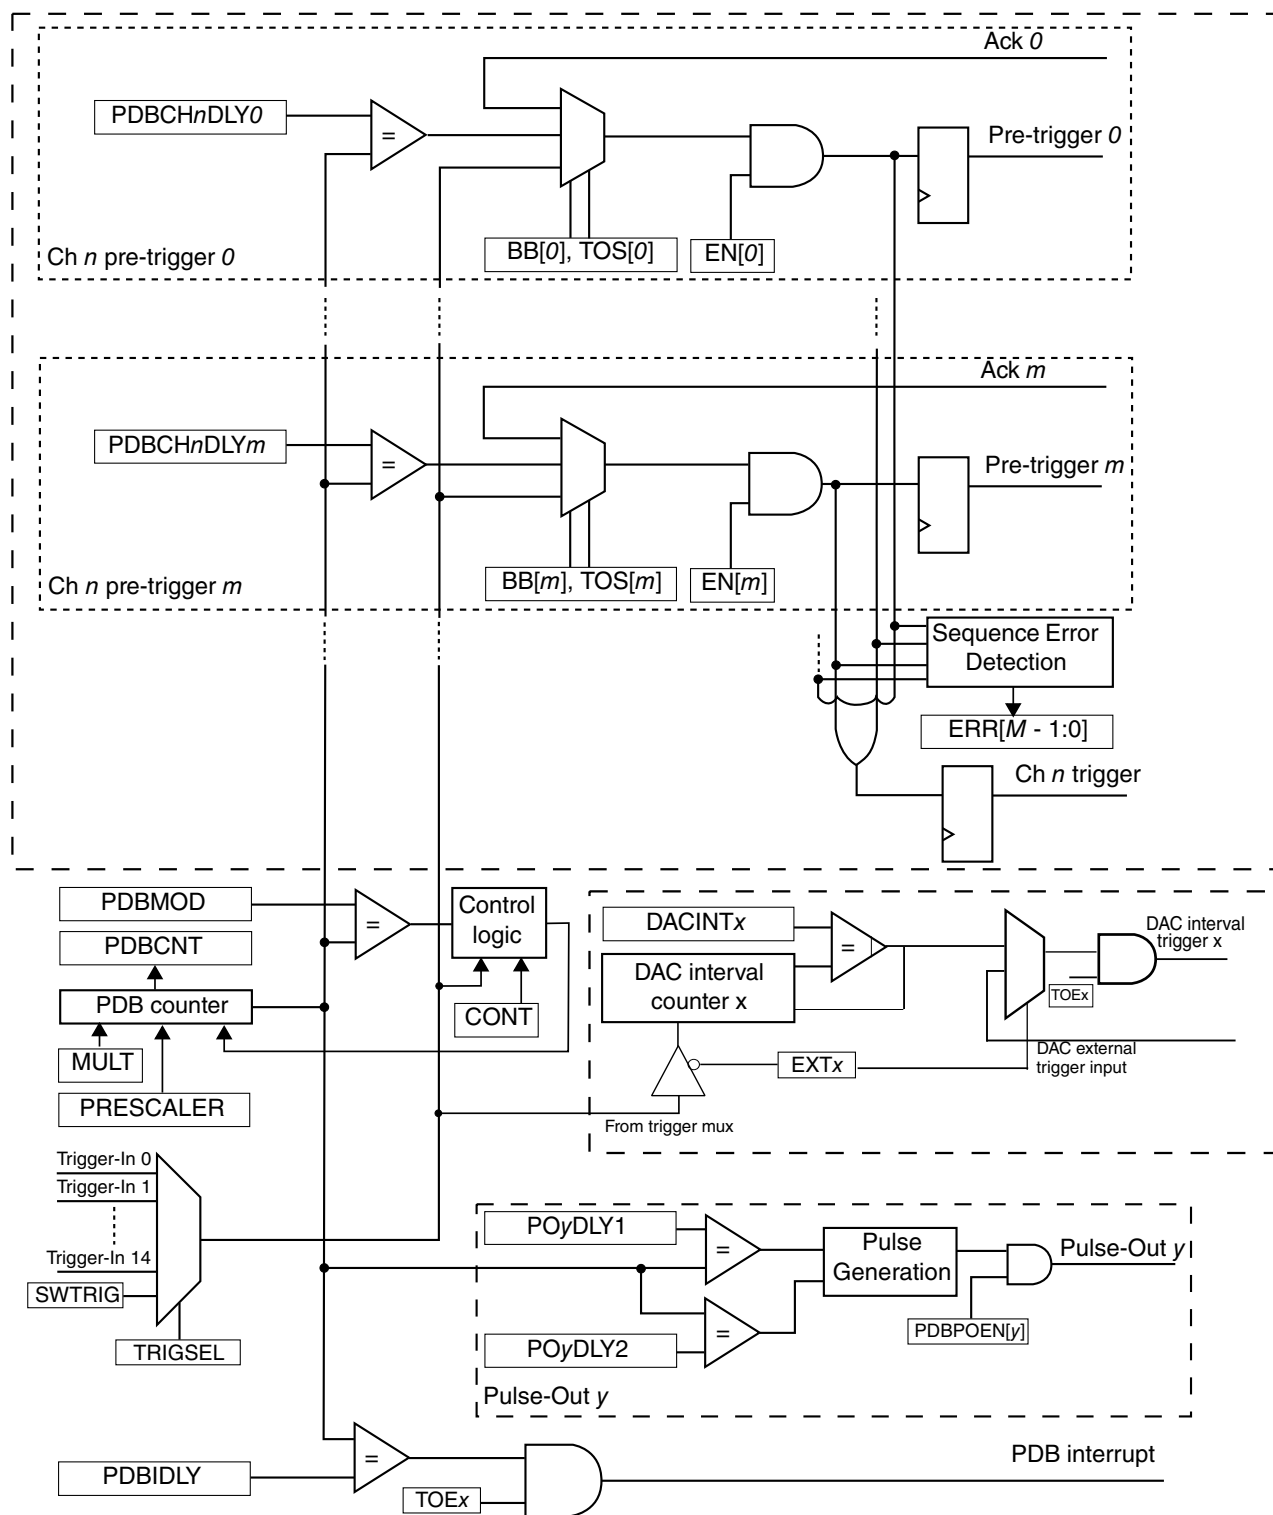 Ack 0
PDBCHnDLY0
=
Pre-trigger 0
BB[0], TOS[0]
EN[0]
Ch n pre-trigger 0
Ack m
PDBCHnDLYm
=
Pre-trigger m
BB[m], TOS[m]
EN[m]
Ch n pre-trigger m
Sequence Error
Detection
ERR[M - 1:0]
Ch n trigger
PDBMOD
=
Control
logic
PDBCNT
PDB counter
CONT
MULT
PRESCALER
DACINTx
=
DAC interval
counter x
DAC interval
trigger x
TOEx
EXTx
DAC external
trigger input
From trigger mux
Trigger-In 0
Trigger-In 1
Trigger-In 14
SWTRIG
TRIGSEL
POyDLY1
=
Pulse
Generation
Pulse-Out y
=
POyDLY2
PDBPOEN[y]
Pulse-Out y
PDBIDLY
=
TOEx
PDB interrupt